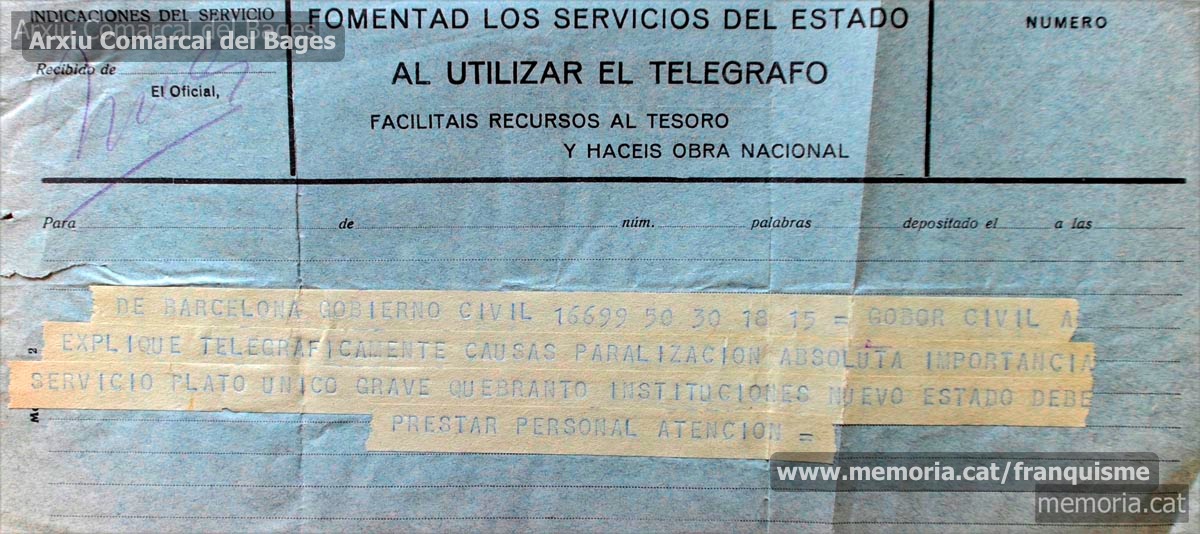 INDICACIONES DEL SERVICIO
Arxiu Comarcal del Bages
Recibido de
El Oficial,
FOMENTAD LOS SERVICIOS DEL ESTADO
AL UTILIZAR EL TELEGRAFO
FACILITAIS RECURSOS AL TESORO
Y HACEIS OBRA NACIONAL
NUMERO
Para de núm. palabras depositado el a las
DE BARCELONA GOBIERNO CIVIL 16699 50 30 18 15 = GOBOR CIVIL A
EXPLIQUE TELEGRAFICAMENTE CAUSAS PARALIZACION ABSOLUTA IMPORTANCIA
SERVICIO PLATO UNICO GRAVE QUEBRANTO INSTITUCIONES NUEVO ESTADO DEBE
PRESTAR PERSONAL ATENCION =
www.memoria.cat/franquisme
memoria.cat